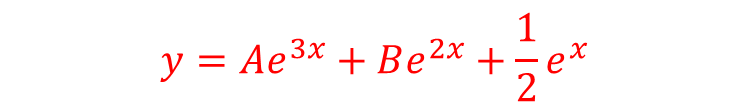 y = Ae^{3x} + Be^{2x} + \frac{1}{2}e^{x}